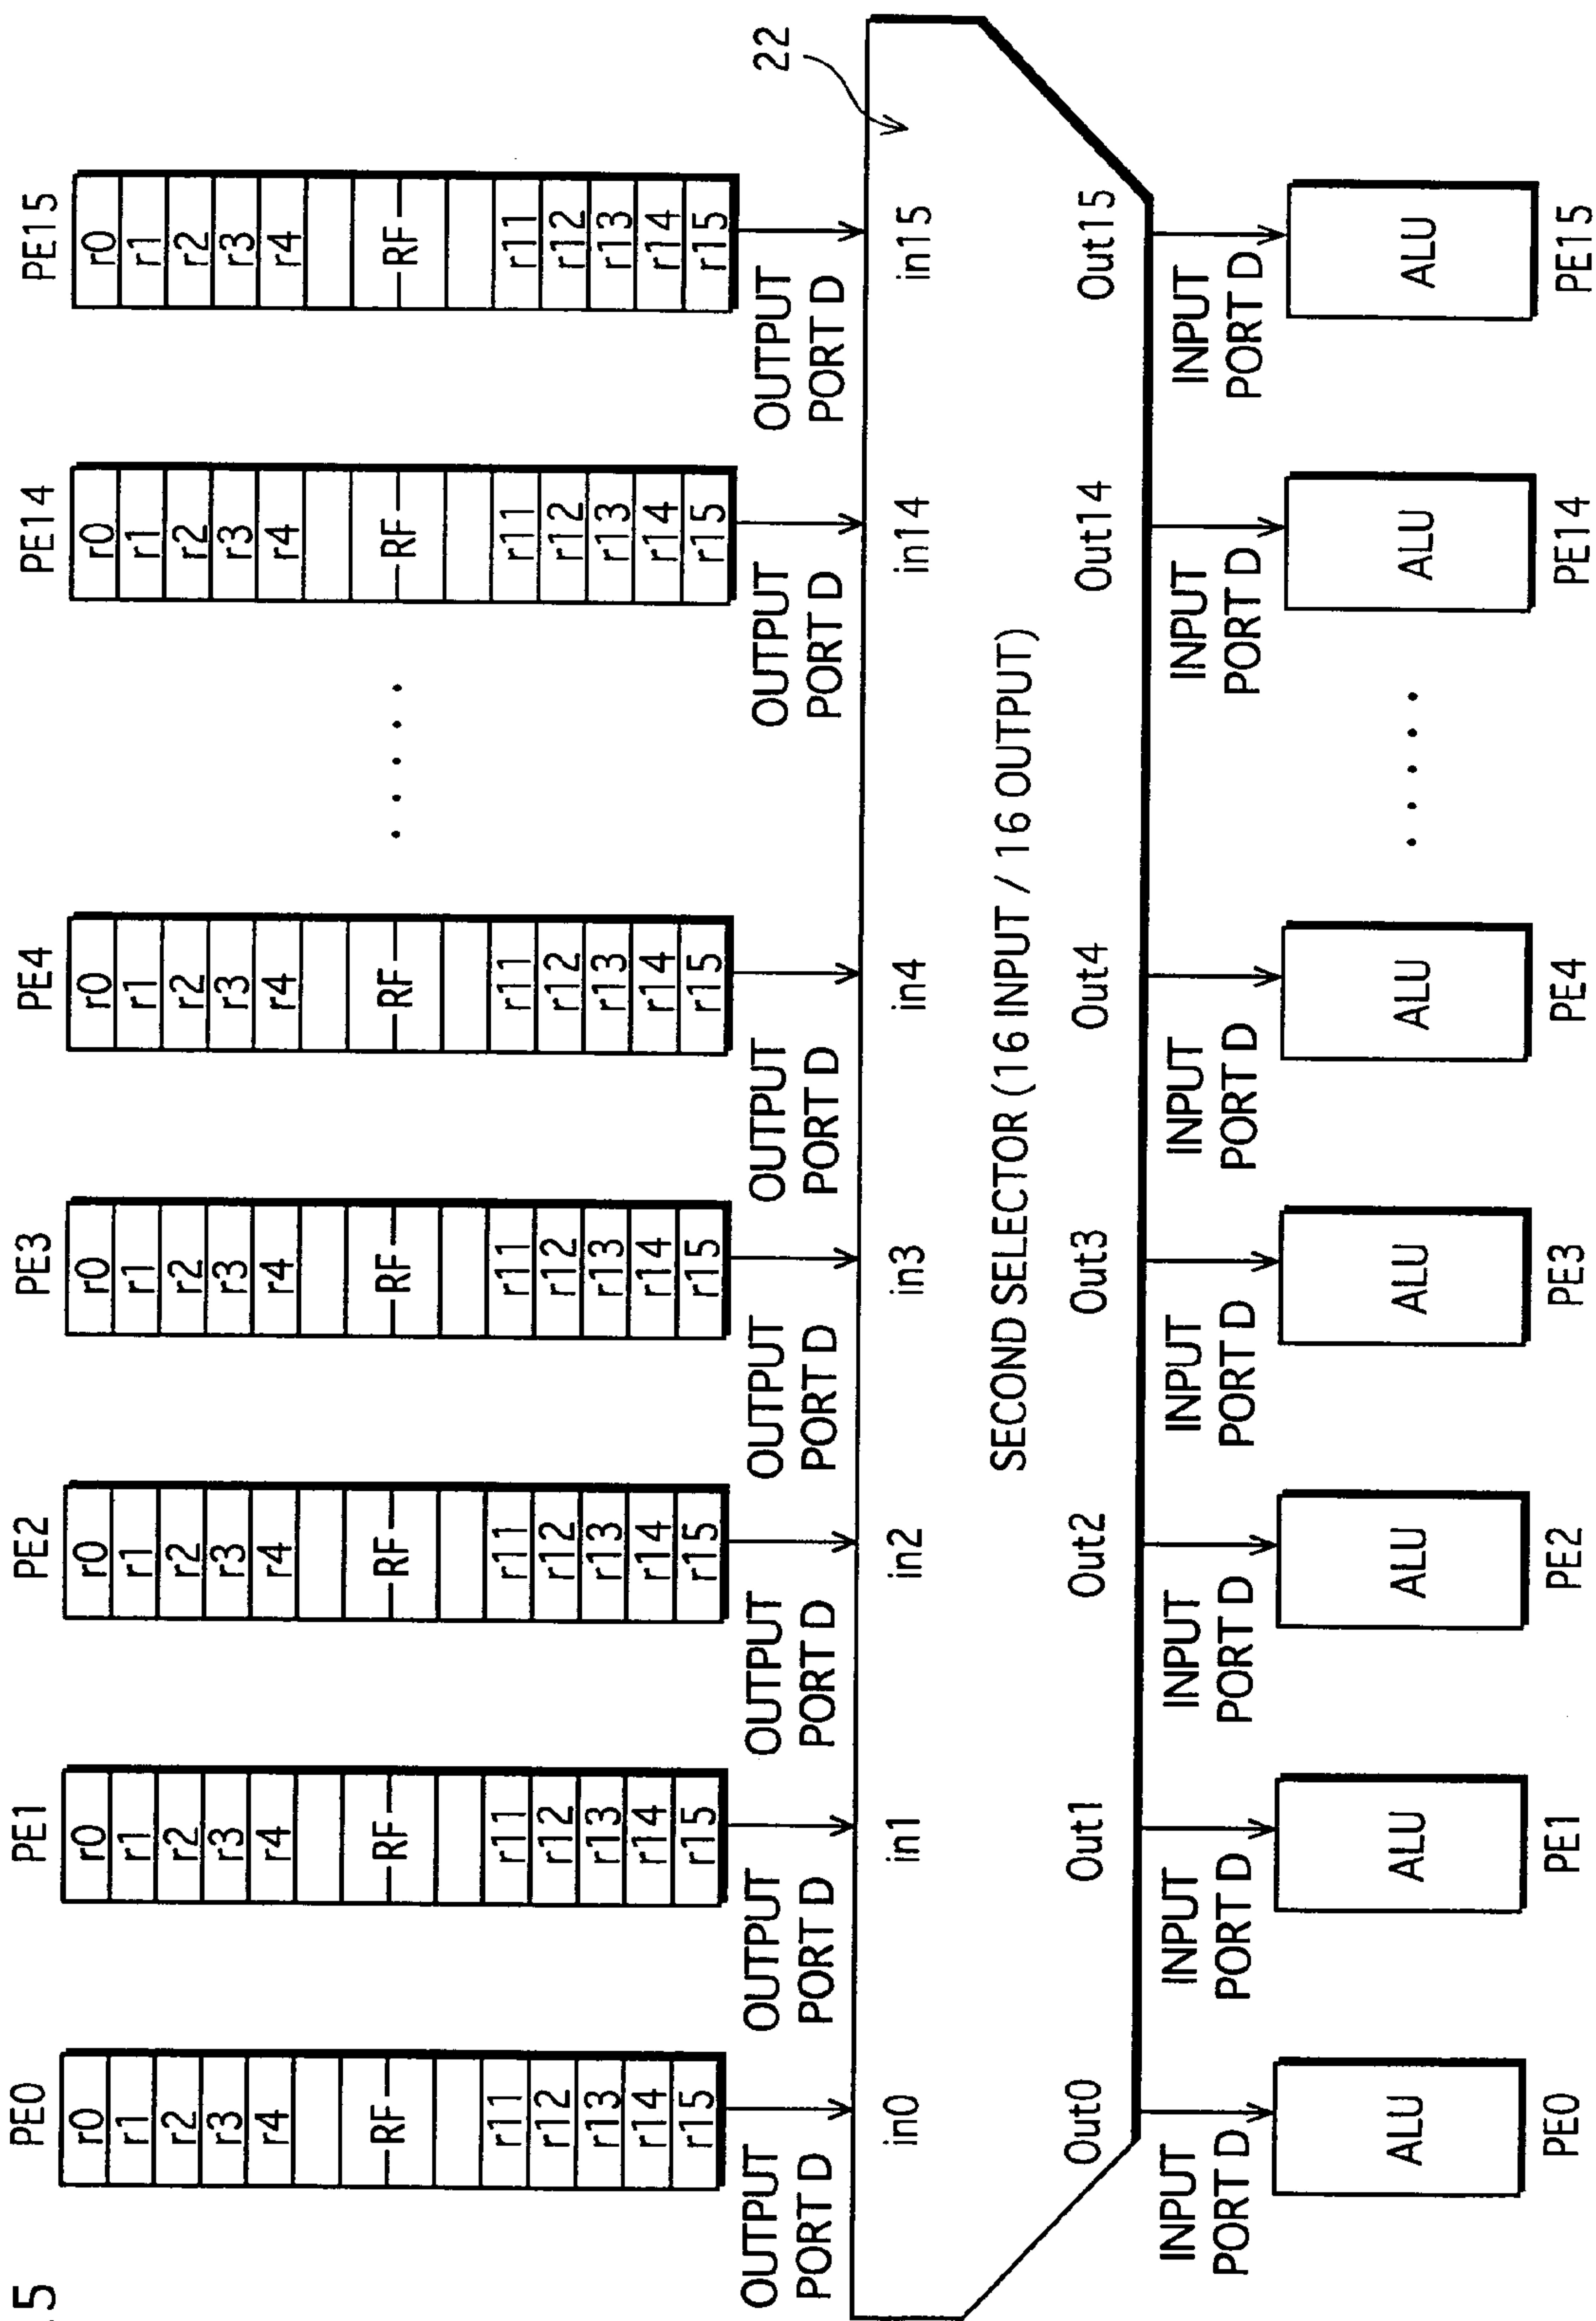 5
PE0 PE1 PE2 PE3 PE4 PE14 PE15
r0 r0 r0 r0 r0 r0 r0
r1 r1 r1 r1 r1 r1 r1
r2 r2 r2 r2 r2 r2 r2
r3 r3 r3 r3 r3 r3 r3
r4 r4 r4 r4 r4 r4 r4
RF RF RF RF RF RF RF
r11 r11 r11 r11 r11 r11 r11
r12 r12 r12 r12 r12 r12 r12
r13 r13 r13 r13 r13 r13 r13
r14 r14 r14 r14 r14 r14 r14
r15 r15 r15 r15 r15 r15 r15
OUTPUT OUTPUT OUTPUT OUTPUT OUTPUT OUTPUT OUTPUT
PORT D PORT D PORT D PORT D PORT D PORT D PORT D
22
in0 in1 in2 in3 in4 in14 in15
SECOND SELECTOR (16 INPUT / 16 OUTPUT)
Out0 Out1 Out2 Out3 Out4 Out14 Out15
INPUT INPUT INPUT INPUT INPUT INPUT INPUT
PORT D PORT D PORT D PORT D PORT D PORT D PORT D
ALU ALU ALU ALU ALU ALU ALU
PE0 PE1 PE2 PE3 PE4 PE14 PE15